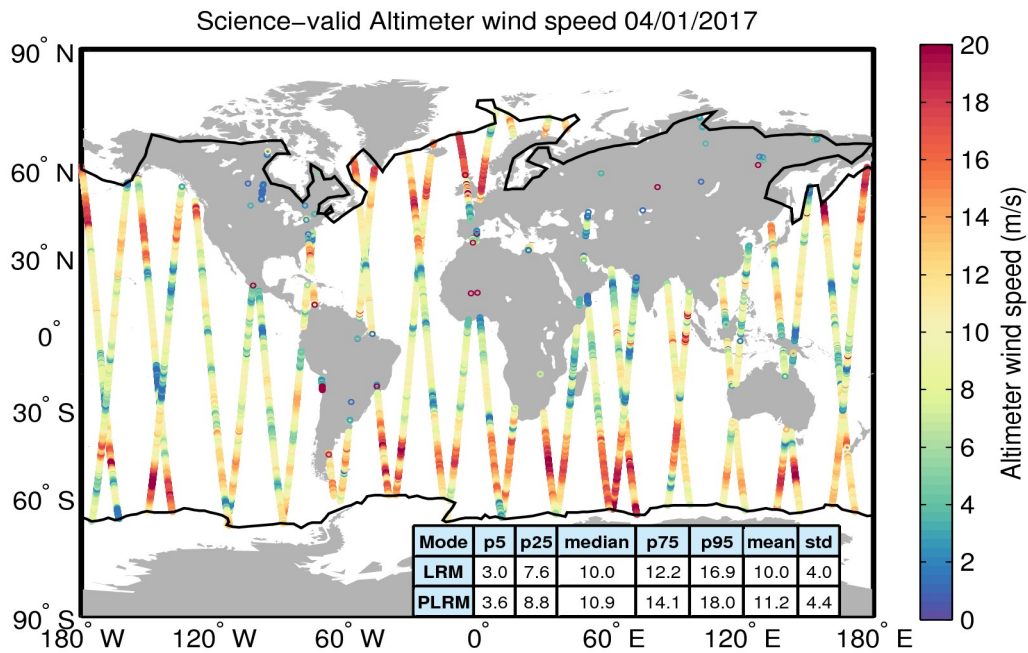 Science−valid Altimeter wind speed 04/01/2017
90° N
60° N
30° N
0°
30° S
60° S
90° S
180° W
120° W
60° W
0°
60° E
120° E
180° E
Mode p5 p25 median p75 p95 mean std
LRM 3.0 7.6 10.0 12.2 16.9 10.0 4.0
PLRM 3.6 8.8 10.9 14.1 18.0 11.2 4.4
20
18
16
14
12
10
8
6
4
2
0
Altimeter wind speed (m/s)